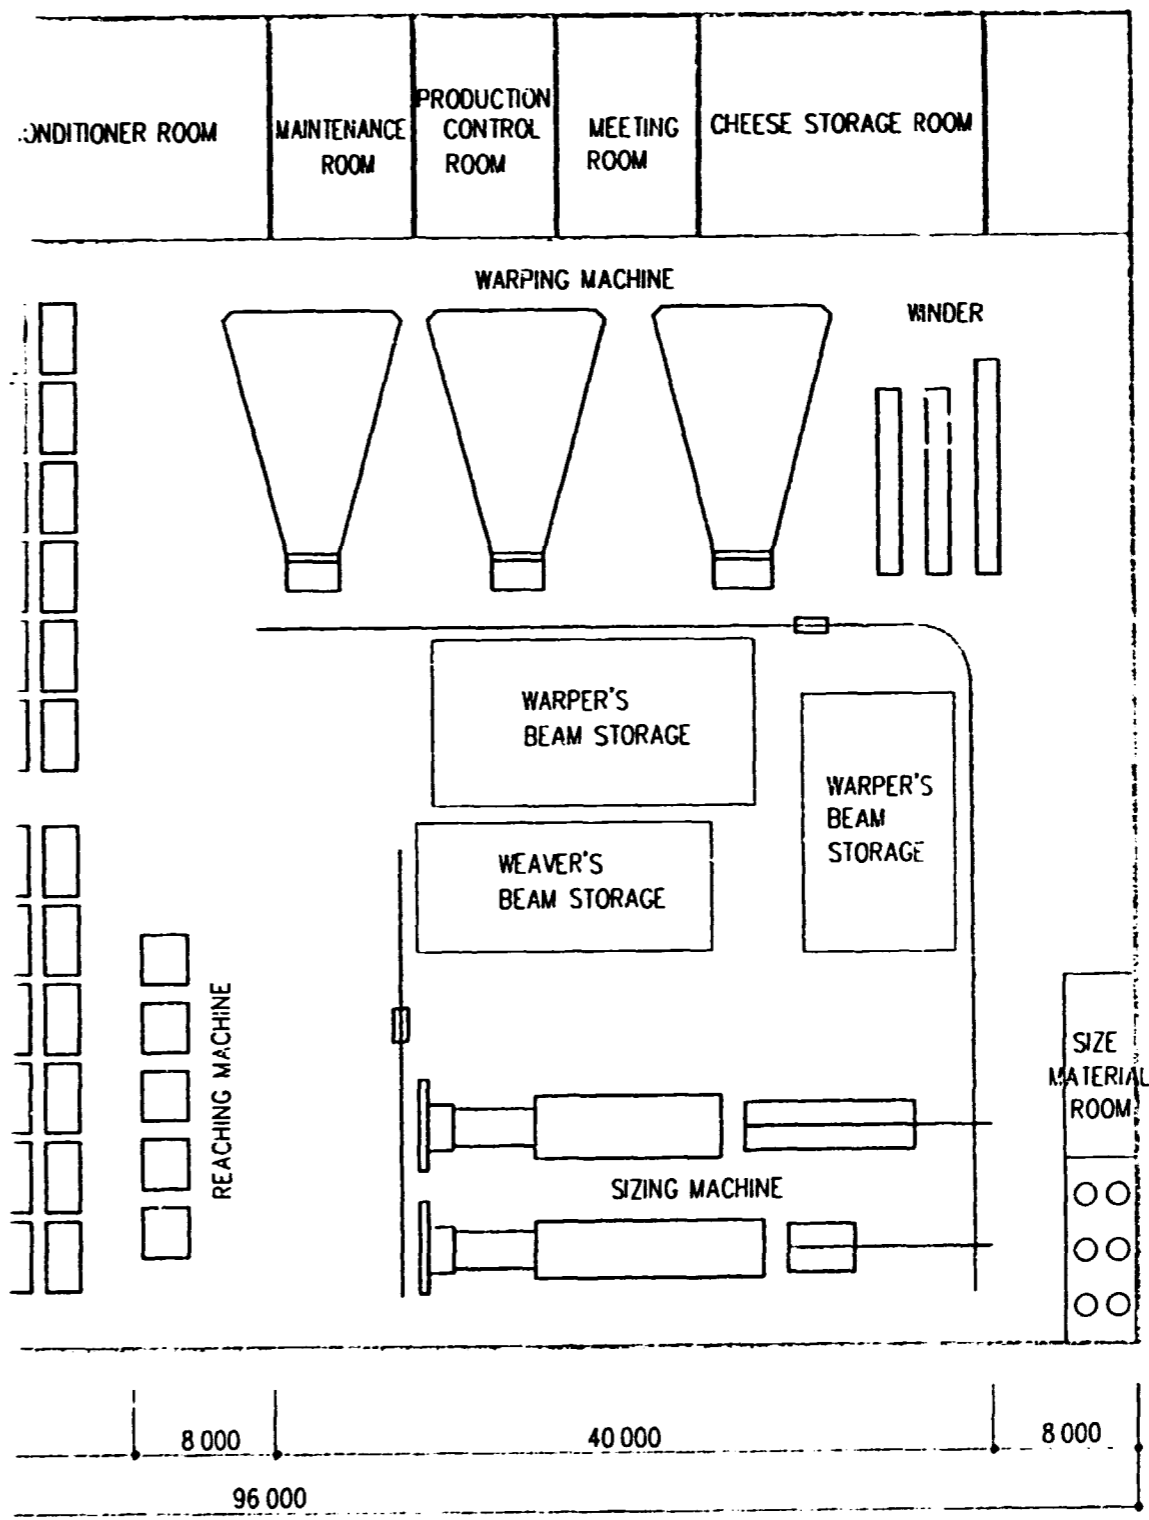 ONDITIONER ROOM
MAINTENANCE
ROOM
PRODUCTION
CONTROL
ROOM
MEETING
ROOM
CHEESE STORAGE ROOM
WARPING MACHINE
WINDER
WARPER'S
BEAM STORAGE
WARPER'S
BEAM
STORAGE
WEAVER'S
BEAM STORAGE
REACHING MACHINE
SIZE
MATERIAL
ROOM
SIZING MACHINE
8 000
40 000
8 000
96 000